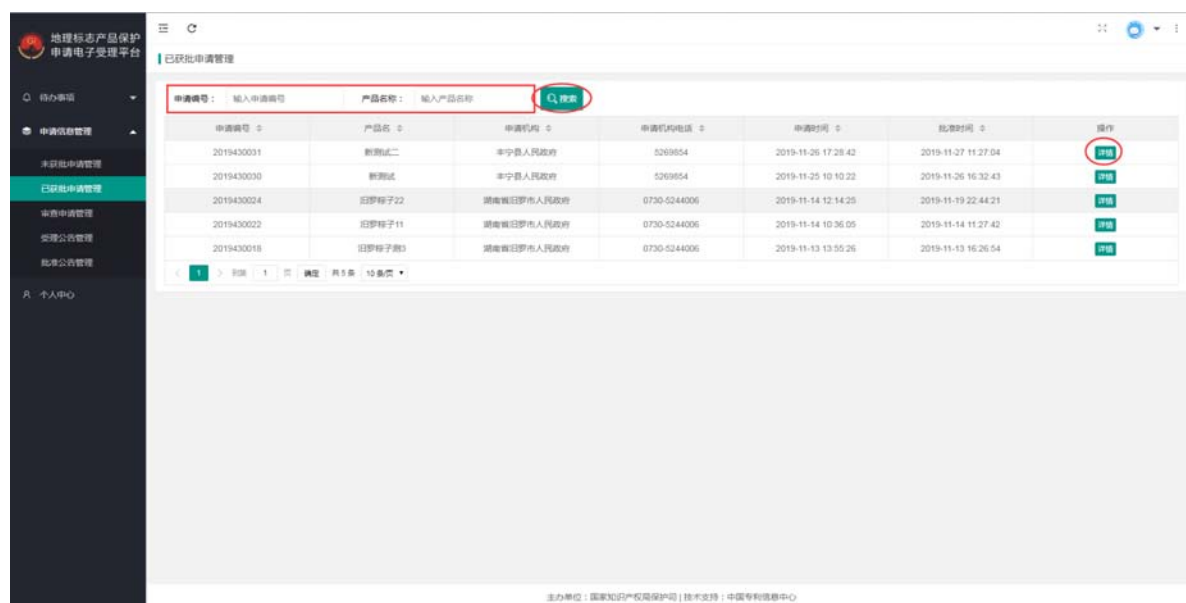 地理标志产品保护
申请电子受理平台
已获批申请管理
待办事项
申请信息管理
未获批申请管理
已获批申请管理
审查中请管理
受理公告管理
批准公告管理
个人中心
申请编号： 输入申请编号 产品名称： 输入产品名称 搜索
申请编号 产品名 申请机构 申请机构电话 申请时间 批准时间 操作
2019430031 新测试二 丰宁县人民政府 5269854 2019-11-26 17:28:42 2019-11-27 11:27:04 详情
2019430030 新测试 丰宁县人民政府 5269854 2019-11-25 10:10:22 2019-11-26 16:32:43 详情
2019430024 汨罗粽子22 湖南省汨罗市人民政府 0730-5244006 2019-11-14 12:14:25 2019-11-19 22:44:21 详情
2019430022 汨罗粽子11 湖南省汨罗市人民政府 0730-5244006 2019-11-14 10:36:05 2019-11-14 11:27:42 详情
2019430018 汨罗粽子测3 湖南省汨罗市人民政府 0730-5244006 2019-11-13 13:55:26 2019-11-13 16:26:54 详情
1 到第 1 页 确定 共 5 条 10 条/页
主办单位：国家知识产权局保护司 | 技术支持：中国专利信息中心